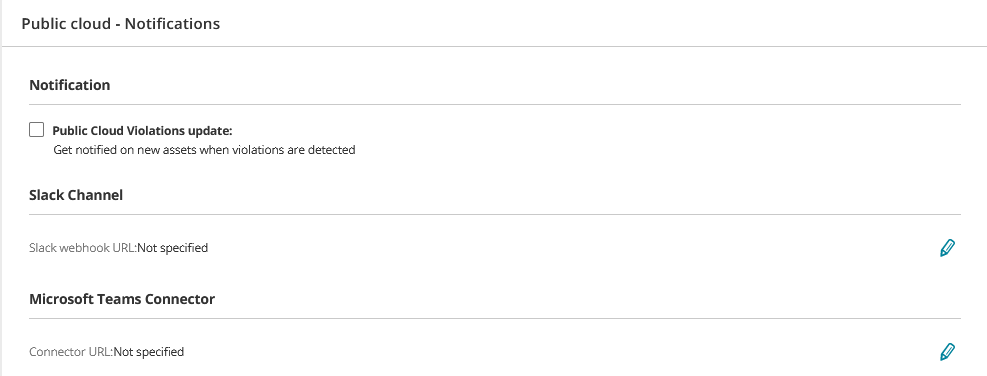 Public cloud - Notifications
Notification
Public Cloud Violations update:
Get notified on new assets when violations are detected
Slack Channel
Slack webhook URL:Not specified
Microsoft Teams Connector
Connector URL:Not specified